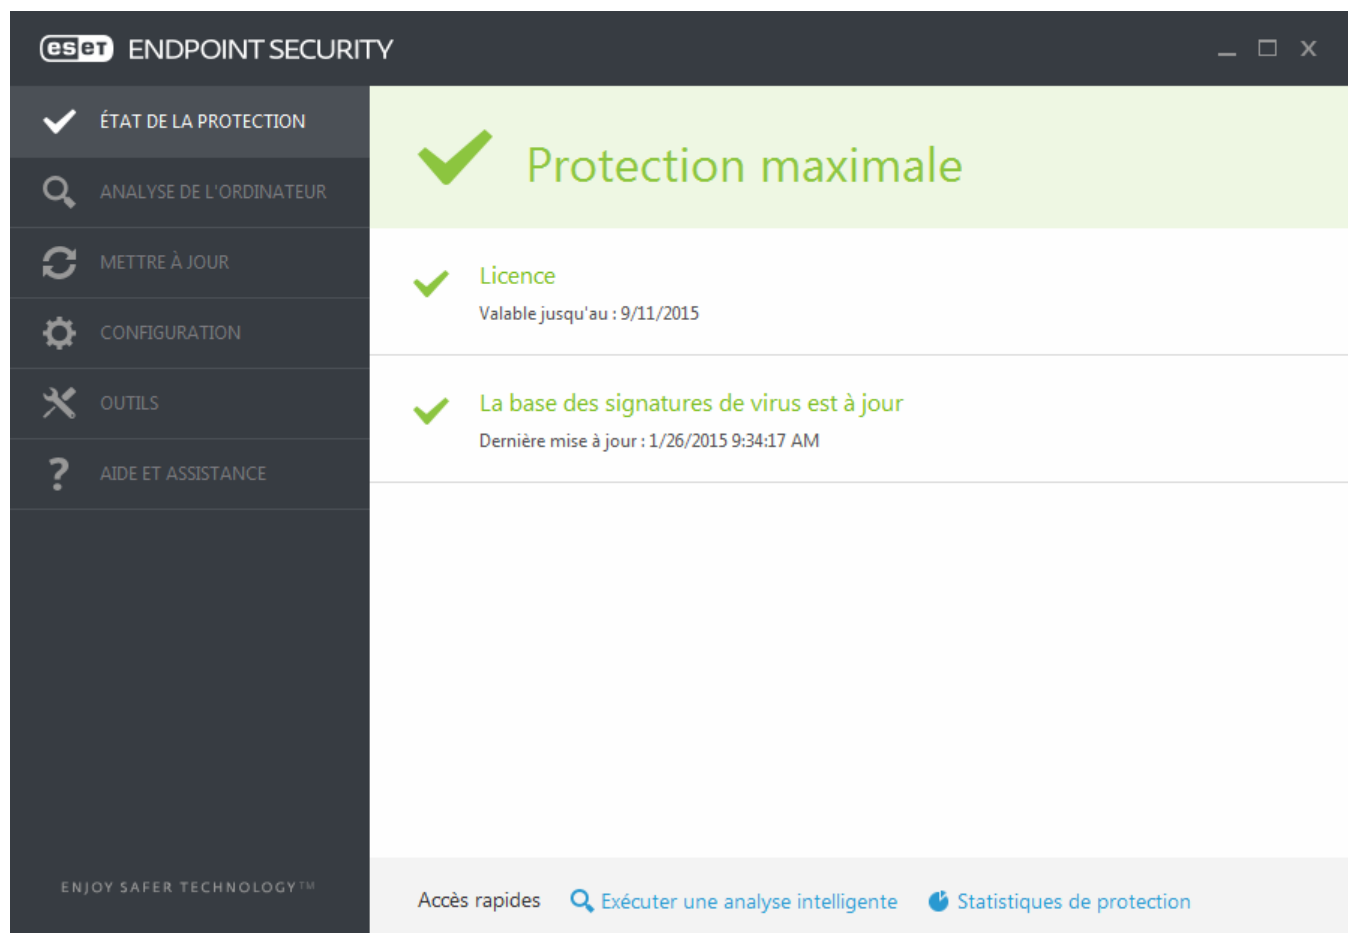 eset ENDPOINT SECURITY
ÉTAT DE LA PROTECTION
ANALYSE DE L'ORDINATEUR
METTRE À JOUR
CONFIGURATION
OUTILS
AIDE ET ASSISTANCE
ENJOY SAFER TECHNOLOGY™
Protection maximale
Licence
Valable jusqu'au : 9/11/2015
La base des signatures de virus est à jour
Dernière mise à jour : 1/26/2015 9:34:17 AM
Accès rapides Exécuter une analyse intelligente Statistiques de protection